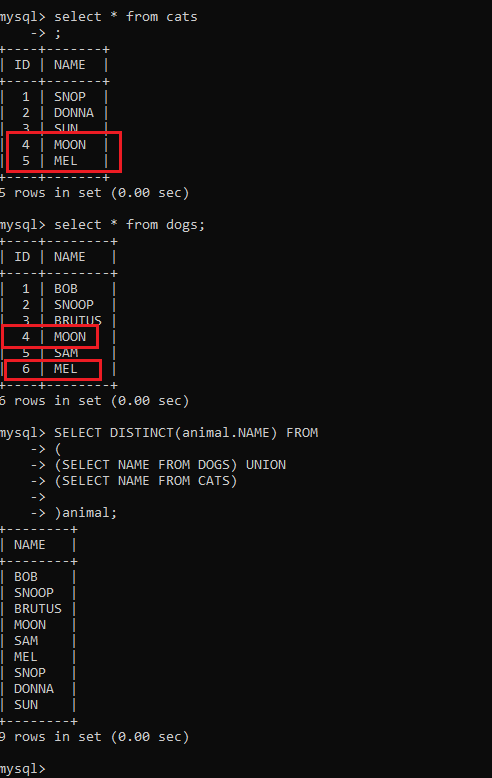 mysql> select * from cats
    -> ;
+----+-------+
| ID | NAME  |
+----+-------+
|  1 | SNOP  |
|  2 | DONNA |
|  3 | SUN   |
|  4 | MOON  |
|  5 | MEL   |
+----+-------+
5 rows in set (0.00 sec)
mysql> select * from dogs;
+----+--------+
| ID | NAME   |
+----+--------+
|  1 | BOB    |
|  2 | SNOOP  |
|  3 | BRUTUS |
|  4 | MOON   |
|  5 | SAM    |
|  6 | MEL    |
+----+--------+
6 rows in set (0.00 sec)
mysql> SELECT DISTINCT(animal.NAME) FROM
    -> (
    -> (SELECT NAME FROM DOGS) UNION
    -> (SELECT NAME FROM CATS)
    ->
    -> )animal;
+--------+
| NAME   |
+--------+
| BOB    |
| SNOOP  |
| BRUTUS |
| MOON   |
| SAM    |
| MEL    |
| SNOP   |
| DONNA  |
| SUN    |
+--------+
9 rows in set (0.00 sec)
mysql>